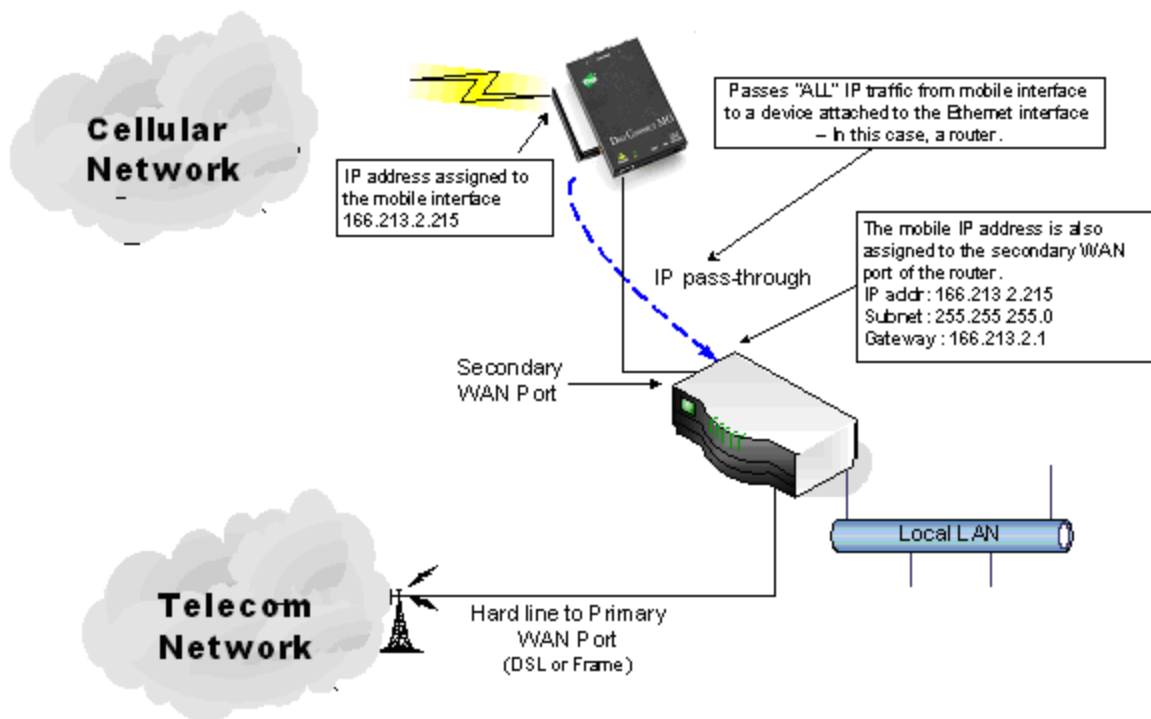 Cellular
Network
IP address assigned to
the mobile interface
166.213.2.215
Passes "ALL" IP traffic from mobile interface
to a device attached to the Ethernet interface
– In this case, a router.
The mobile IP address is also
assigned to the secondary WAN
port of the router.
IP addr: 166.213.2.215
Subnet: 255.255.255.0
Gateway: 166.213.2.1
IP pass-through
Secondary
WAN Port
Local LAN
Telecom
Network
Hard line to Primary
WAN Port
(DSL or Frame)